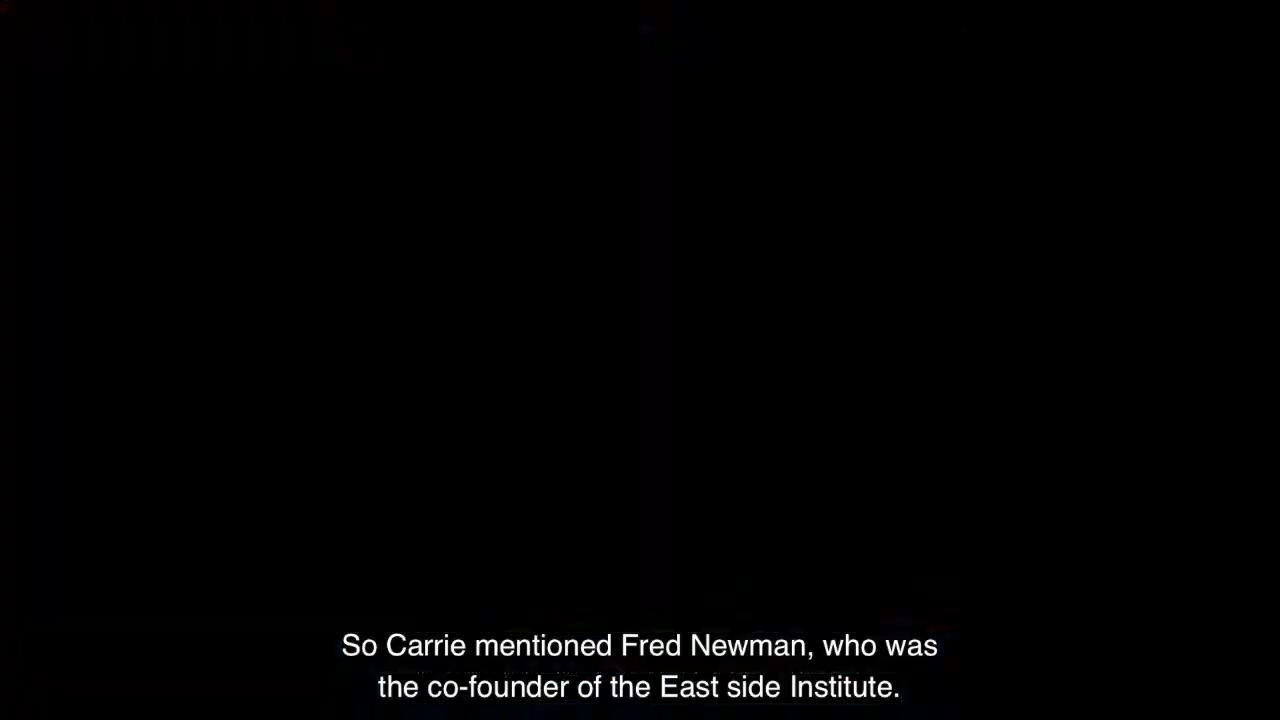 So Carrie mentioned Fred Newman, who was
the co-founder of the East side Institute.